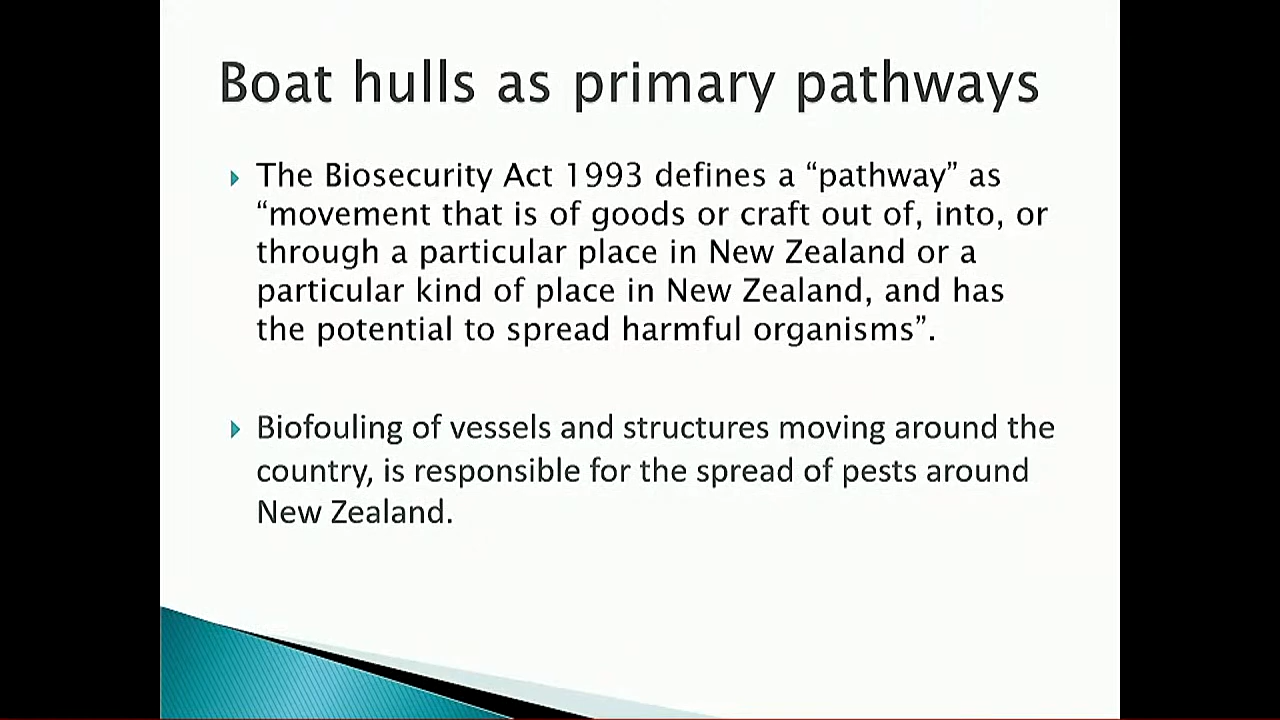 Boat hulls as primary pathways
The Biosecurity Act 1993 defines a “pathway” as
“movement that is of goods or craft out of, into, or
through a particular place in New Zealand or a
particular kind of place in New Zealand, and has
the potential to spread harmful organisms”.
Biofouling of vessels and structures moving around the
country, is responsible for the spread of pests around
New Zealand.